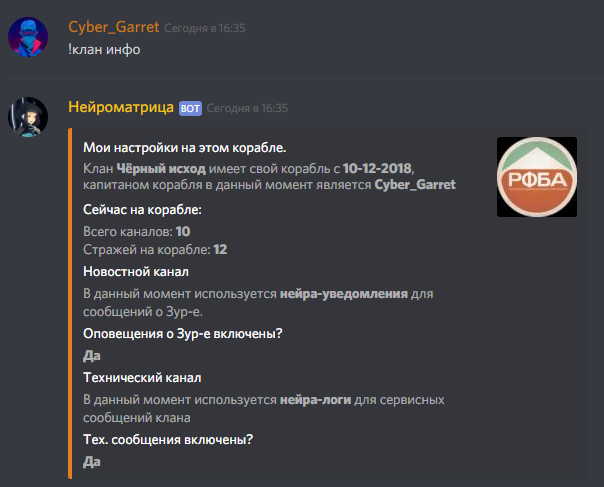 Cyber_Garret Сегодня в 16:35
!клан инфо
Нейроматрица BOT Сегодня в 16:35
Мои настройки на этом корабле.
Клан Чёрный исход имеет свой корабль с 10-12-2018,
капитаном корабля в данный момент является Cyber_Garret
РФБА
Сейчас на корабле:
Всего каналов: 10
Стражей на корабле: 12
Новостной канал
В данный момент используется нейра-уведомления для
сообщений о Зур-е.
Оповещения о Зур-е включены?
Да
Технический канал
В данный момент используется нейра-логи для сервисных
сообщений клана
Тех. сообщения включены?
Да